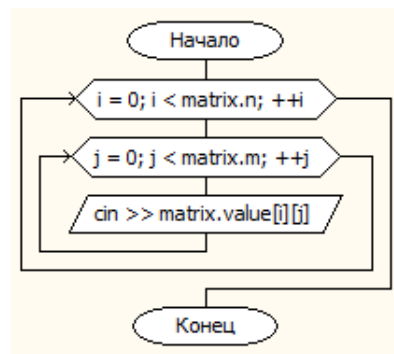 Начало
i = 0; i < matrix.n; ++i
j = 0; j < matrix.m; ++j
cin >> matrix.value[i][j]
Конец